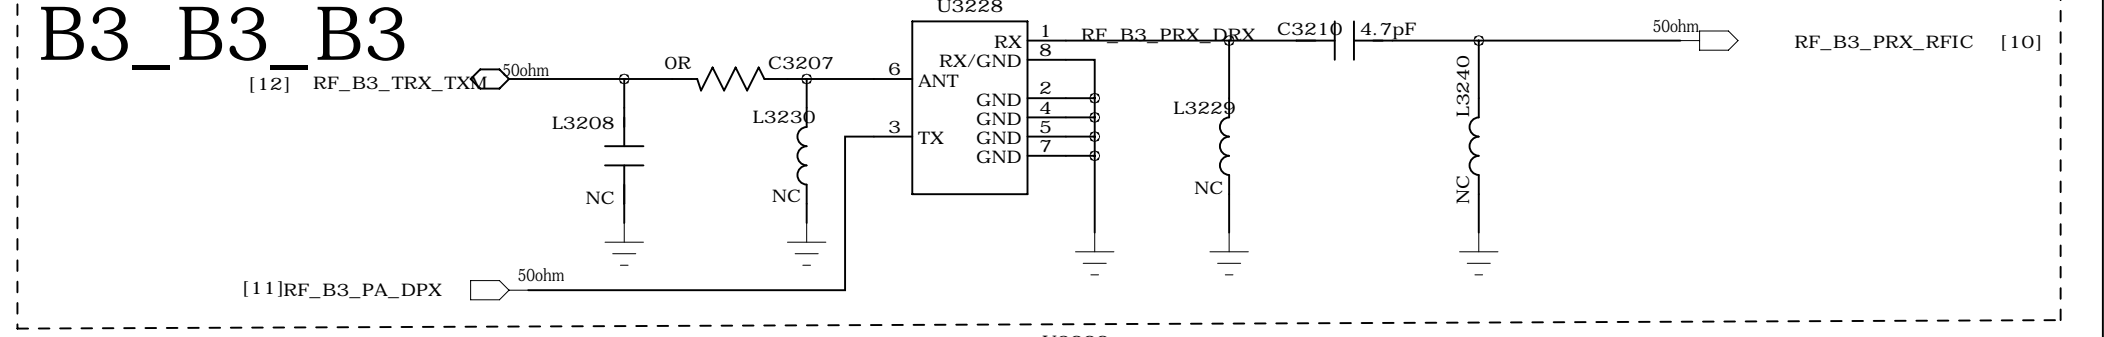 B3_B3_B3
U3228
[12] RF_B3_TRX_TXM
50ohm
0R
C3207
L3208
NC
L3230
NC
6
ANT
3
TX
RX
1
RX/GND
8
GND
2
GND
4
GND
5
GND
7
RF_B3_PRX_DRX
C3210
4.7pF
L3229
NC
L3240
NC
50ohm
RF_B3_PRX_RFIC [10]
[11]RF_B3_PA_DPX
50ohm